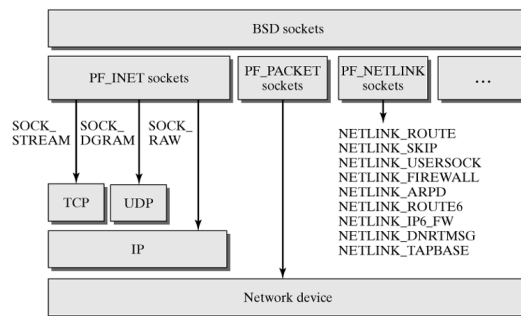 BSD sockets
PF_INET sockets
PF_PACKET
sockets
PF_NETLINK
sockets
...
SOCK_
STREAM
SOCK_
DGRAM
SOCK_
RAW
NETLINK_ROUTE
NETLINK_SKIP
NETLINK_USERSOCK
NETLINK_FIREWALL
NETLINK_ARPD
NETLINK_ROUTE6
NETLINK_IP6_FW
NETLINK_DNRTMSG
NETLINK_TAPBASE
TCP
UDP
IP
Network device